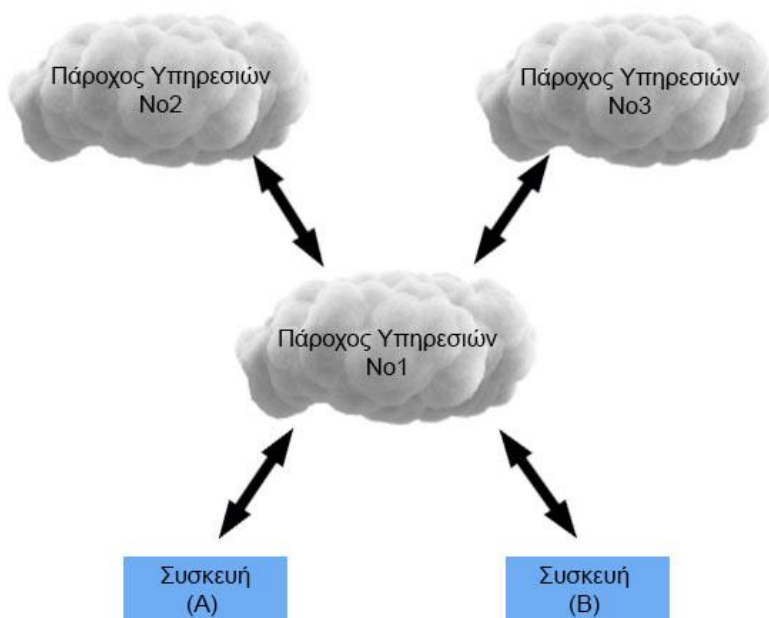 Πάροχος Υπηρεσιών
Νο2
Πάροχος Υπηρεσιών
Νο3
Πάροχος Υπηρεσιών
Νο1
Συσκευή
(Α)
Συσκευή
(Β)